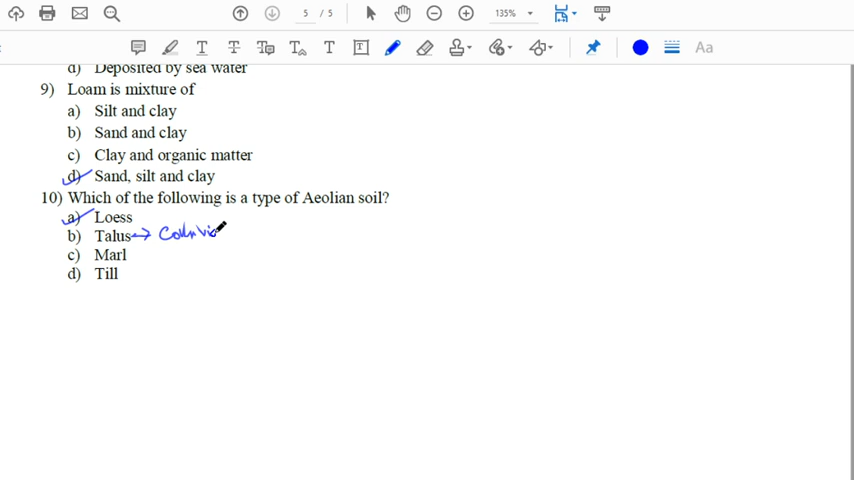 5 / 5
135%
T T T T T Aa
d) Deposited by sea water
9) Loam is mixture of
a) Silt and clay
b) Sand and clay
c) Clay and organic matter
d) Sand, silt and clay
10) Which of the following is a type of Aeolian soil?
a) Loess
b) Talus →
c) Marl
d) Till